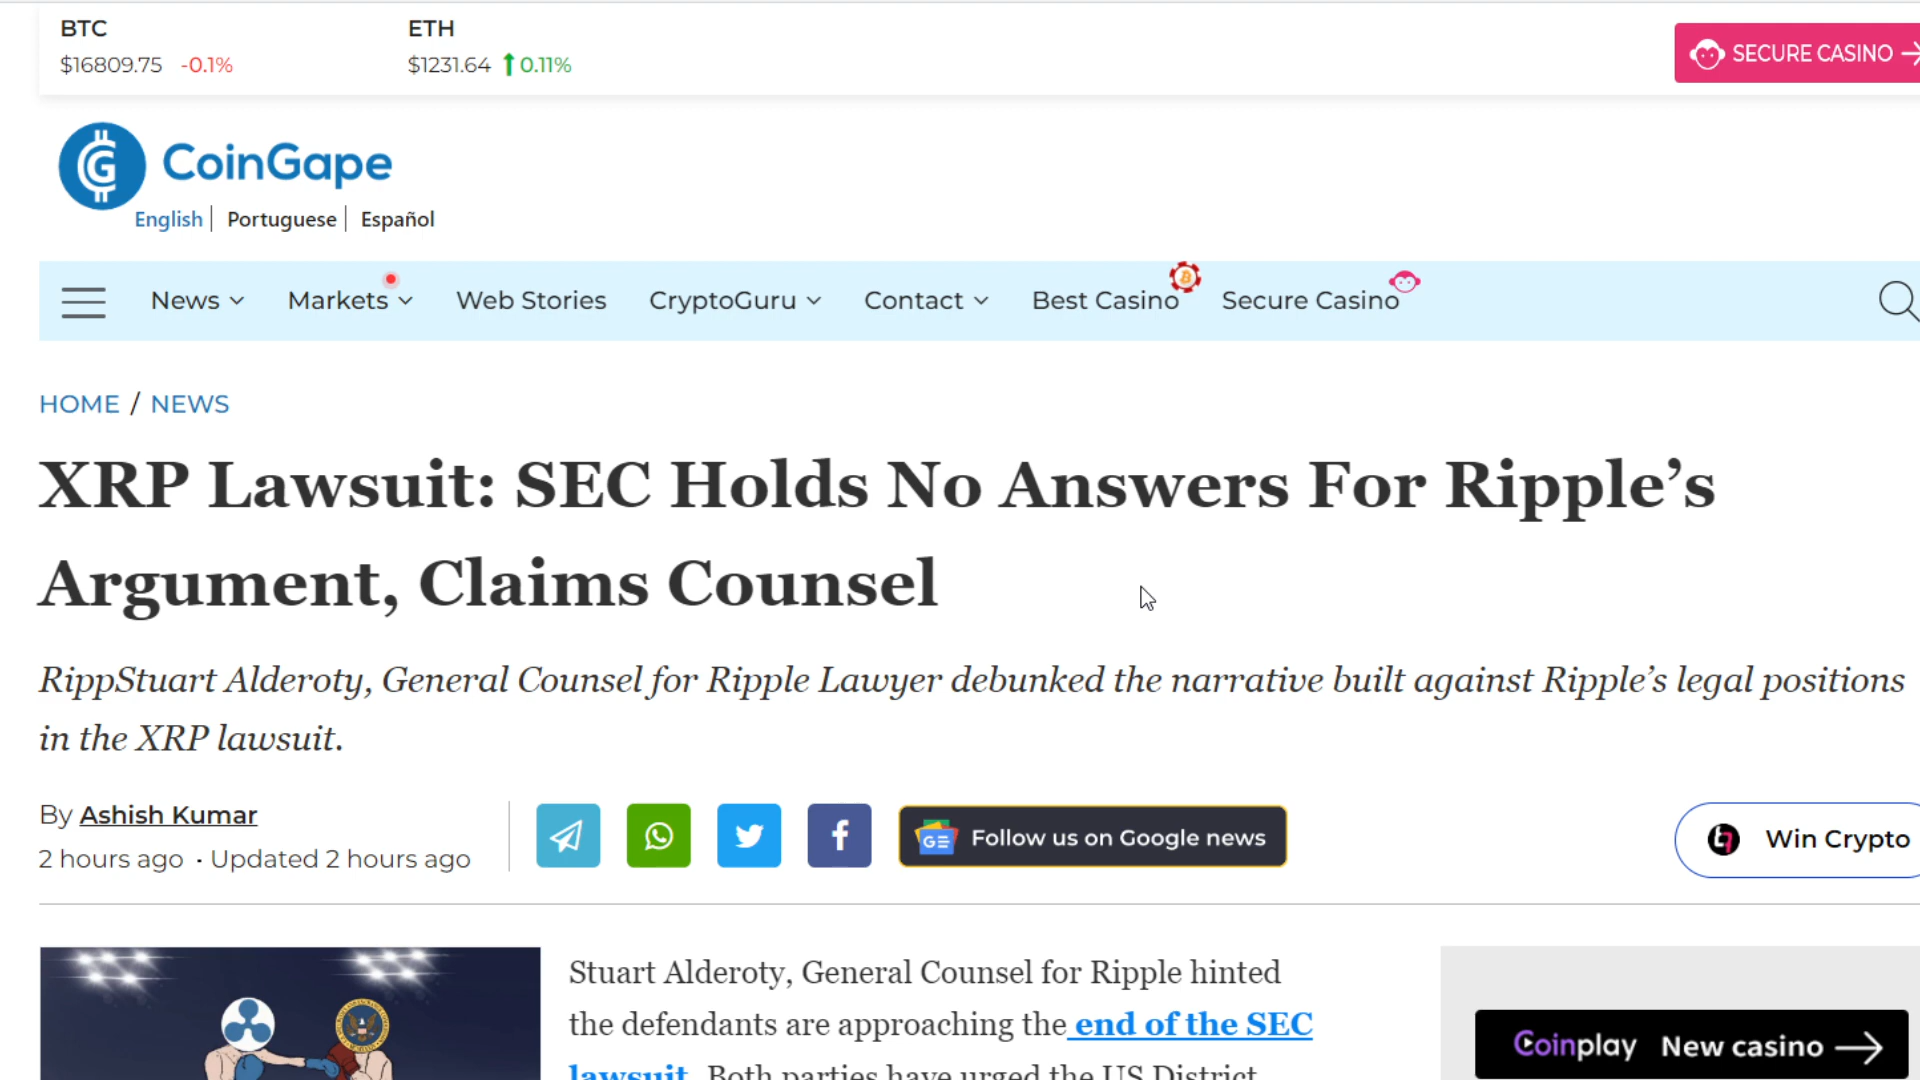 BTC
$16809.75 -0.1%
ETH
$1231.64 0.11%
SECURE CASINO
CoinGape
English | Portuguese | Español
News Markets Web Stories CryptoGuru Contact Best Casino Secure Casino
HOME / NEWS
XRP Lawsuit: SEC Holds No Answers For Ripple’s
Argument, Claims Counsel
RippStuart Alderoty, General Counsel for Ripple Lawyer debunked the narrative built against Ripple’s legal positions
in the XRP lawsuit.
By Ashish Kumar
2 hours ago · Updated 2 hours ago
GE Follow us on Google news
Win Crypto
Stuart Alderoty, General Counsel for Ripple hinted
the defendants are approaching the end of the SEC
lawsuit. Both parties have urged the US District
Coinplay New casino